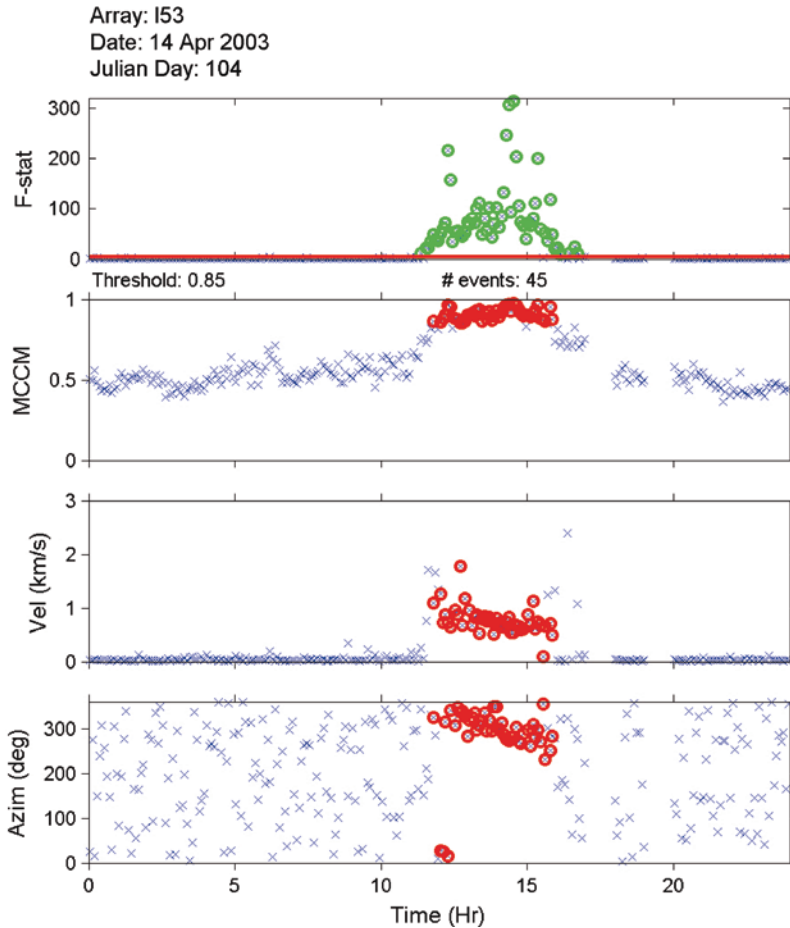 Array: I53
Date: 14 Apr 2003
Julian Day: 104
300
200
100
0
F-stat
Threshold: 0.85 # events: 45
1
0.5
0
MCCM
3
2
1
0
Vel (km/s)
300
200
100
0
Azim (deg)
0 5 10 15 20
Time (Hr)